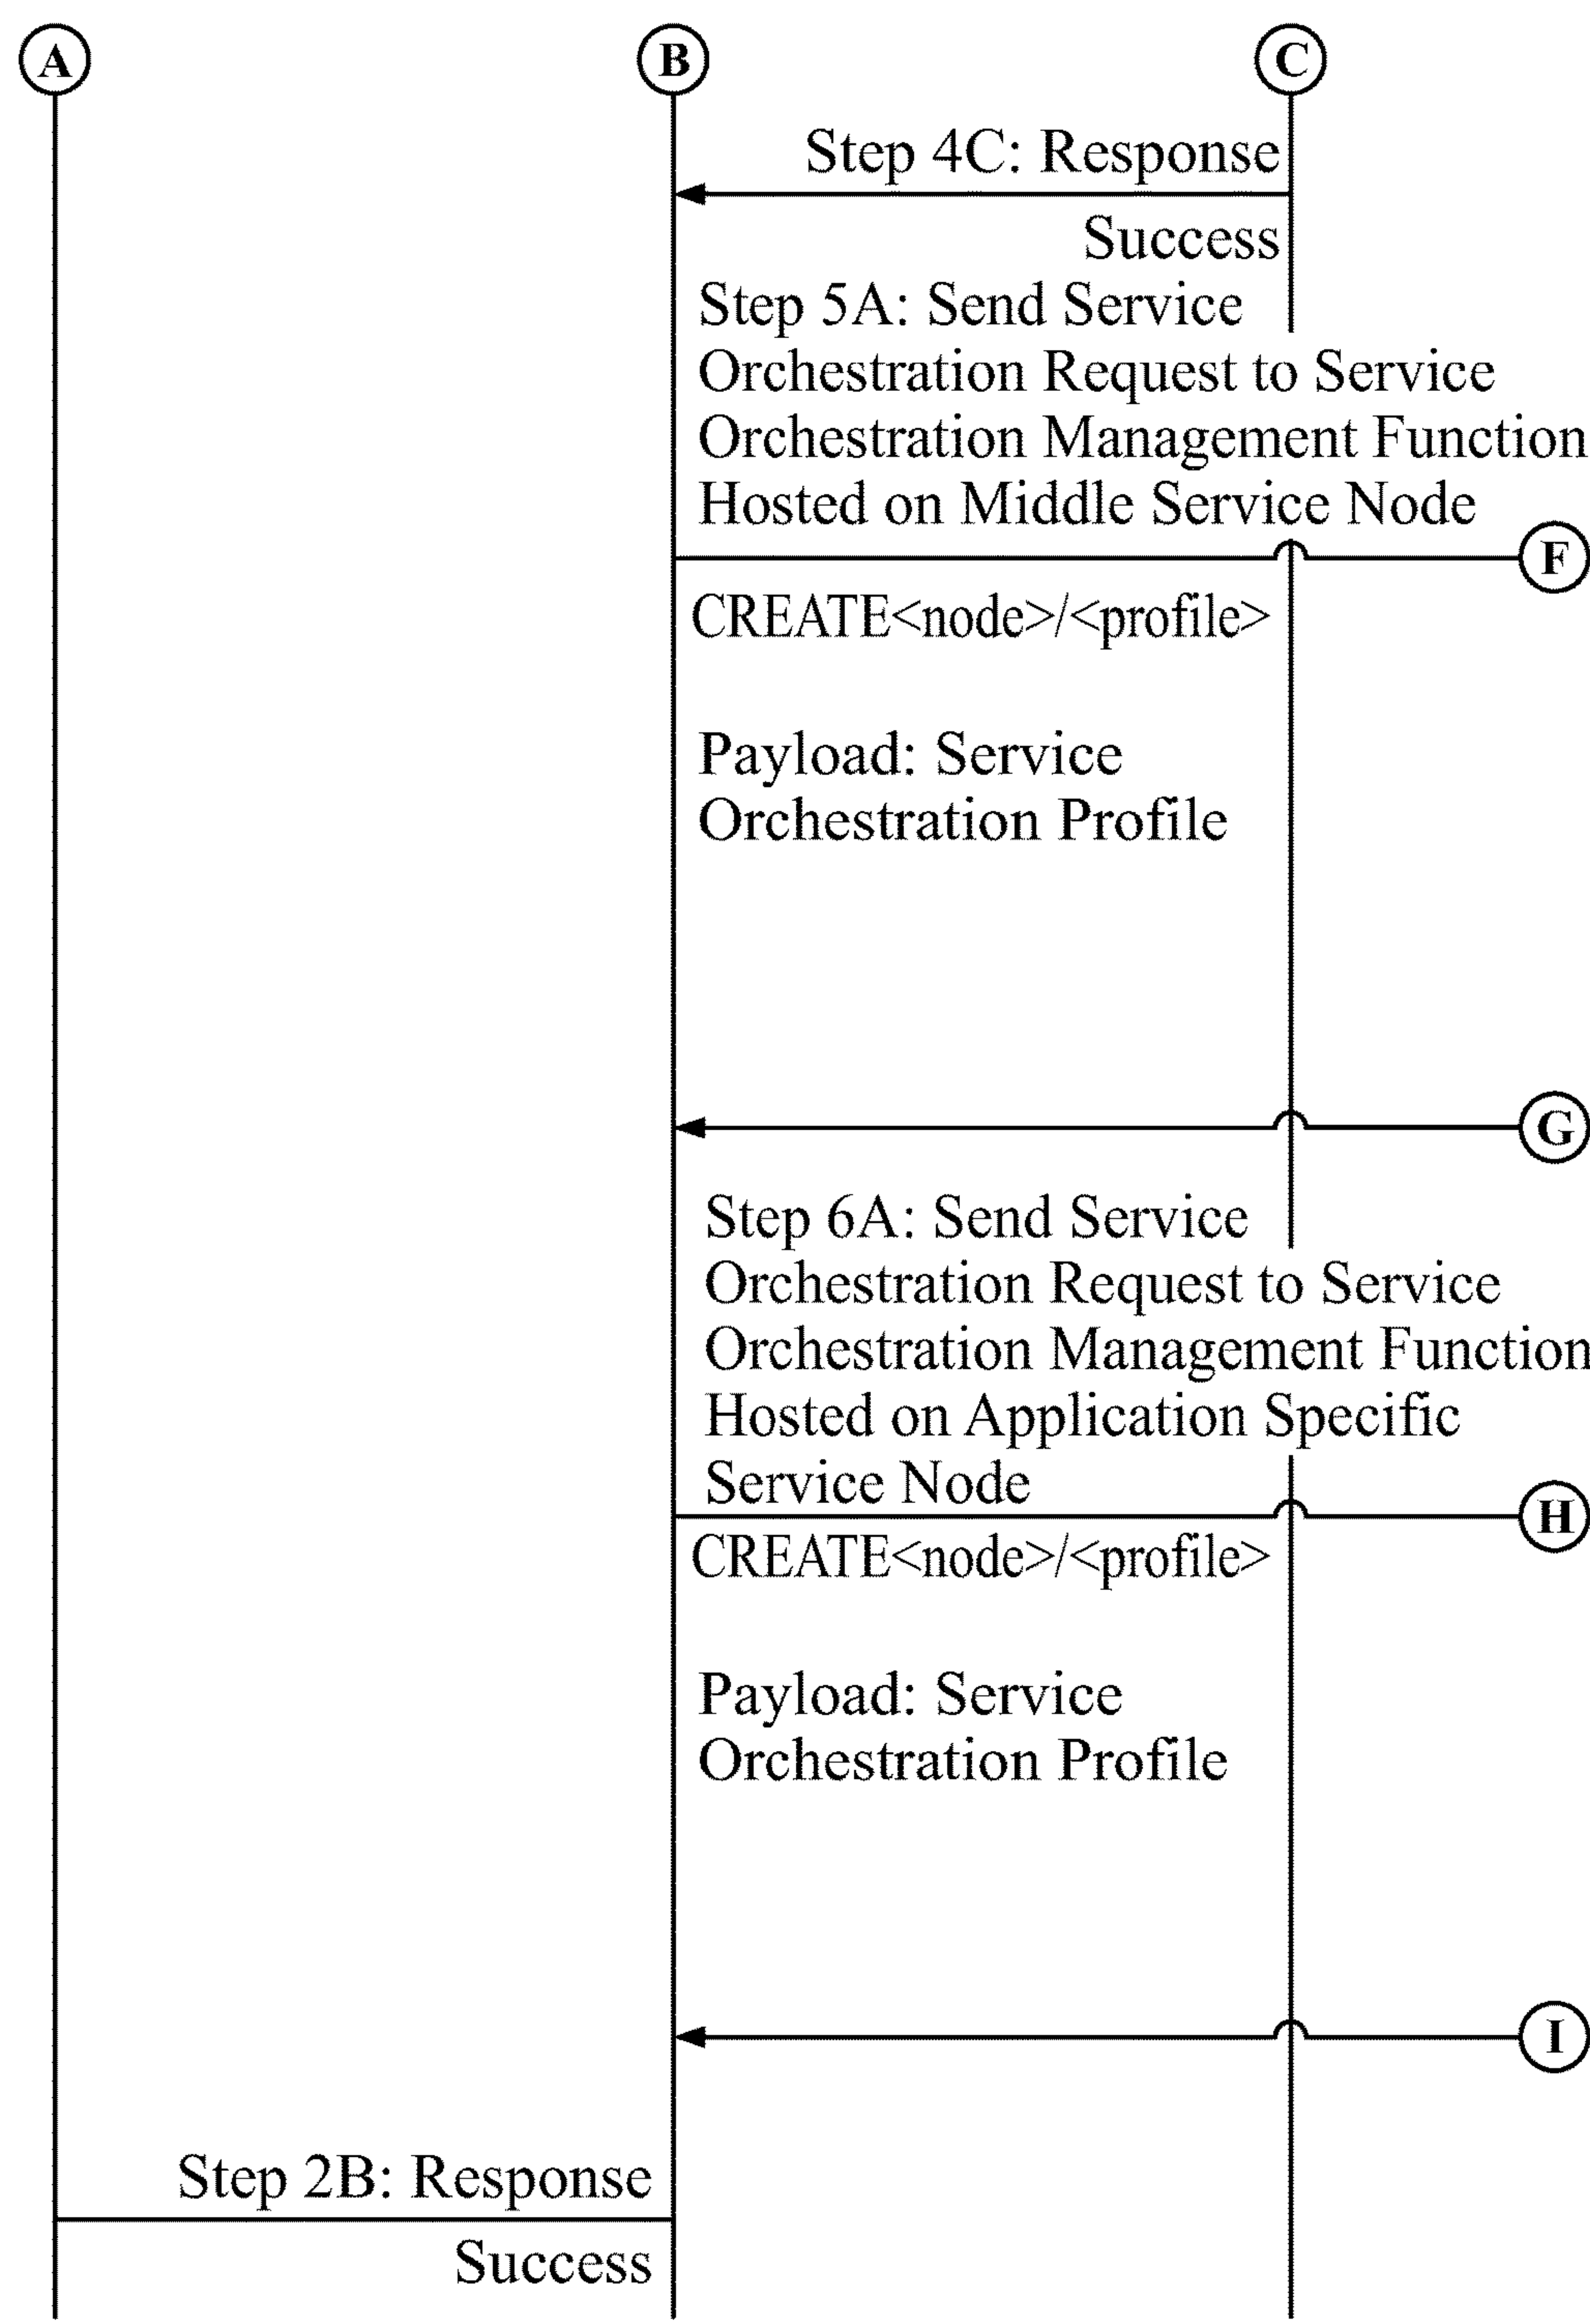 A
B
C
Step 4C: Response
Success
Step 5A: Send Service
Orchestration Request to Service
Orchestration Management Function
Hosted on Middle Service Node
F
CREATE<node>/<profile>
Payload: Service
Orchestration Profile
G
Step 6A: Send Service
Orchestration Request to Service
Orchestration Management Function
Hosted on Application Specific
Service Node
H
CREATE<node>/<profile>
Payload: Service
Orchestration Profile
I
Step 2B: Response
Success